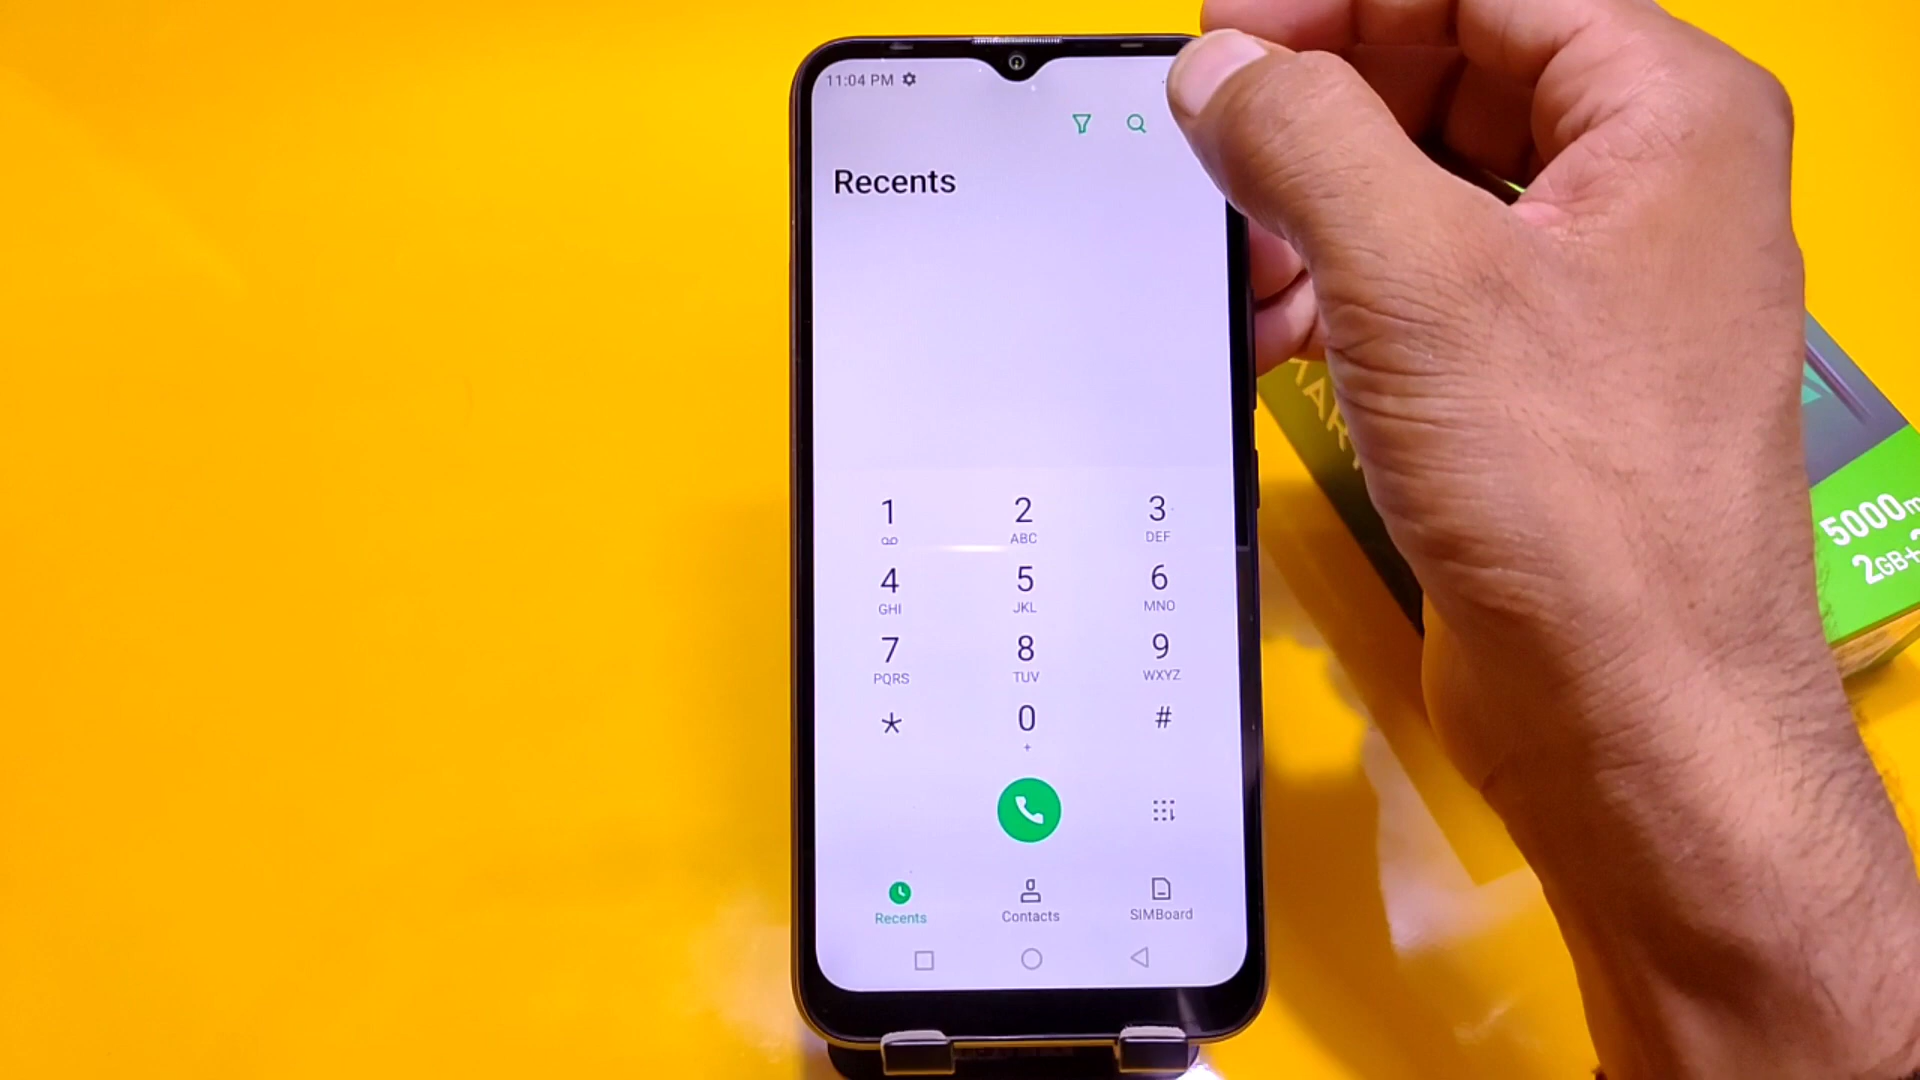 11:04 PM
Recents
1 2 3
ABC DEF
4 5 6
GHI JKL MNO
7 8 9
PQRS TUV WXYZ
* 0 #
+
Recents Contacts SIMBoard
5000m
2GB+